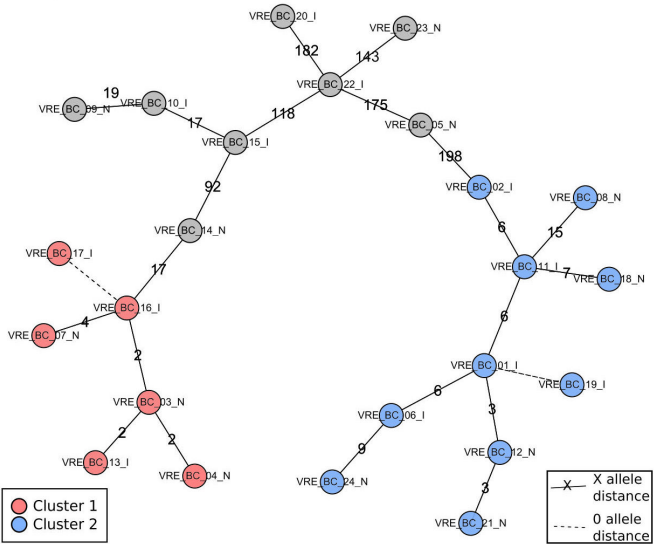 VRE_BC_20_I
VRE_BC_23_N
182
143
VRE_BC_22_I
19
175
VRE_BC_09_N
VRE_BC_10_I
118
17
VRE_BC_05_N
VRE_BC_15_I
198
92
VRE_BC_02_I
VRE_BC_08_N
6
15
VRE_BC_14_N
VRE_BC_17_I
17
VRE_BC_11_I
7
VRE_BC_18_N
VRE_BC_16_I
6
4
VRE_BC_07_N
2
VRE_BC_01_I
VRE_BC_19_I
6
VRE_BC_03_N
3
VRE_BC_06_I
2
2
9
VRE_BC_12_N
VRE_BC_13_I
VRE_BC_04_N
VRE_BC_24_N
3
VRE_BC_21_N
Cluster 1
Cluster 2
X
X allele
distance
0 allele
distance